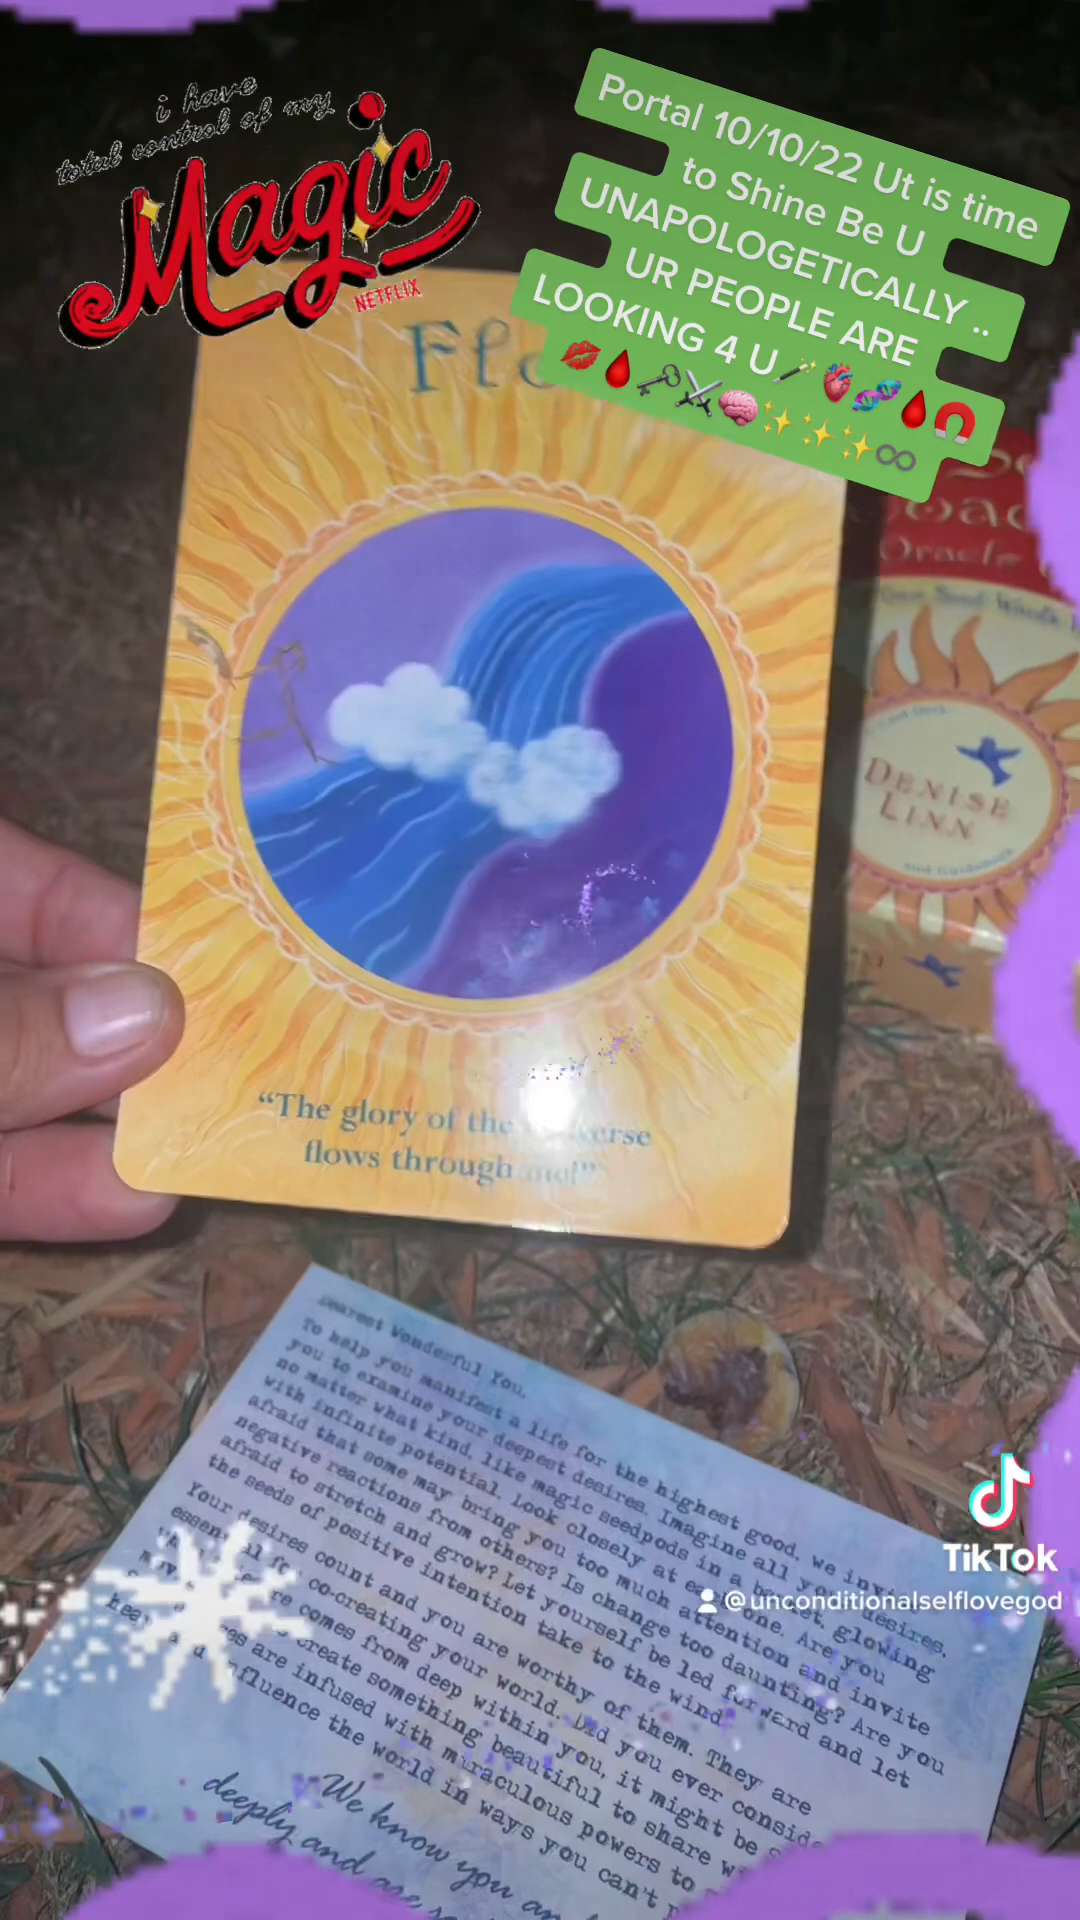 i have
total control of my
Magic
NETFLIX
Portal 10/10/22 Ut is time
to Shine Be U
UNAPOLOGETICALLY ..
UR PEOPLE ARE
LOOKING 4 U🪄🫀🧬🩸🧲
💋🩸🗝⚔🧠✨✨✨♾
Oracle
DENISE
LINN
and Guidebook
"The glory of the
flows through
Dearest Wonderful You,
To help you manifest a life for the highest good, we
you to examine your deepest desires. Imagine all your desires,
no matter what kind, like magic seedpods in a basket, glowing
with infinite potential. Look closely at each one. Are you
afraid that some may bring you too much attention and invite
negative reactions from others? Is change too daunting? Are you
afraid to stretch and grow? Let yourself be led forward and let
the seeds of positive intention take to the wind.
Your desires count and you are worthy of them. They are
co-creating your world. Did you ever
comes from deep within you, it might be
create something beautiful to share
are infused with miraculous powers to
influence the world in ways you can't
We know you
deeply and are
TikTok
@unconditionalselflovegod